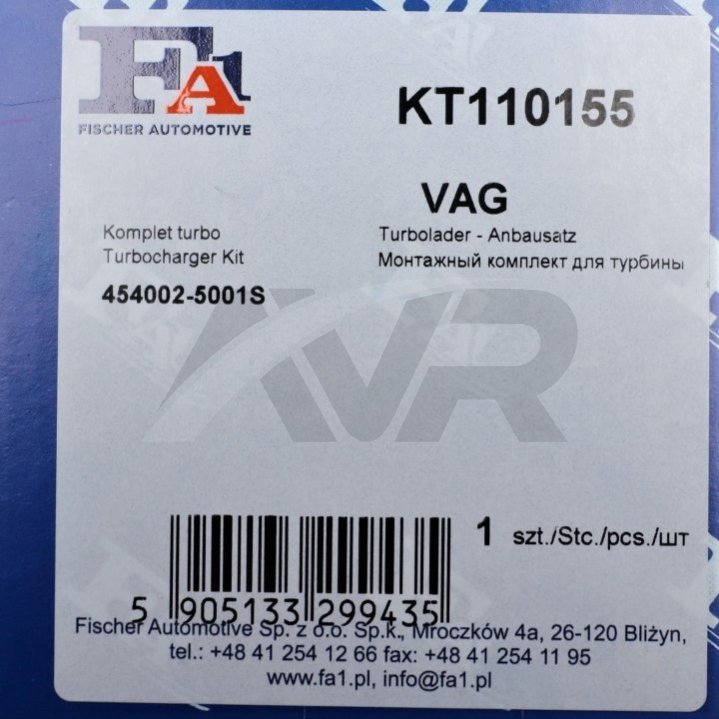 FA1
FISCHER AUTOMOTIVE
KT110155
VAG
Komplet turbo
Turbocharger Kit
Turbolader - Anbausatz
Монтажный комплект для турбины
454002-5001S
AVR
1 szt./Stc./pcs./шт
5 905133 299435
Fischer Automotive Sp. z o.o. Sp.k., Mroczków 4a, 26-120 Bliżyn,
tel.: +48 41 254 12 66 fax: +48 41 254 11 95
www.fa1.pl, info@fa1.pl